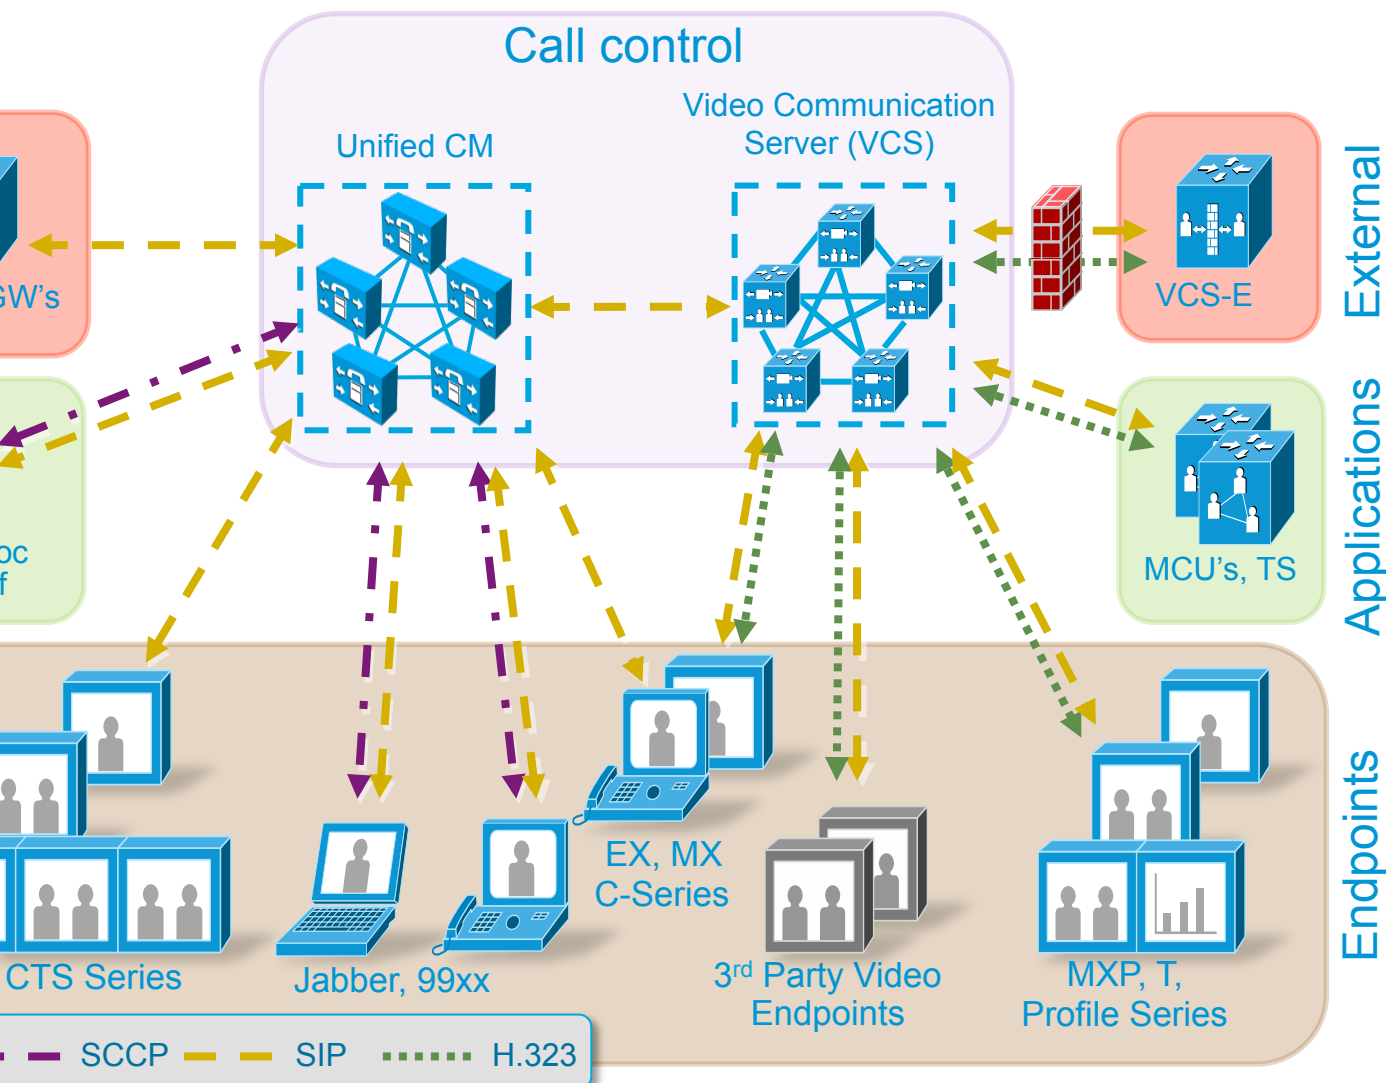 Call control
Unified CM
Video Communication
Server (VCS)
GW's
VCS-E
External
oc
f
MCU's, TS
Applications
CTS Series
Jabber, 99xx
EX, MX
C-Series
3rd Party Video
Endpoints
MXP, T,
Profile Series
Endpoints
SCCP
SIP
H.323